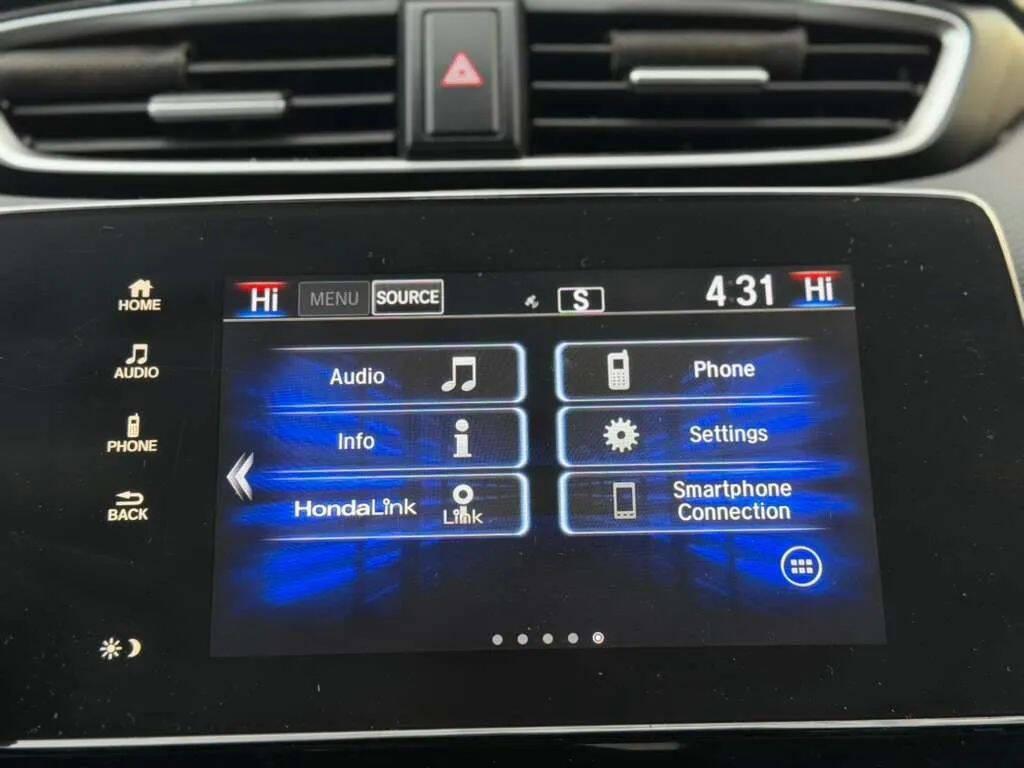 Hi MENU SOURCE S 4:31 Hi
HOME
AUDIO
PHONE
BACK
Audio
Phone
Info
Settings
HondaLink
Link
Smartphone
Connection